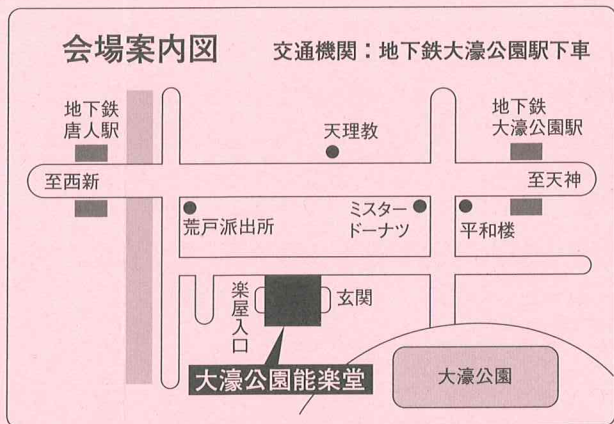 会場案内図
交通機関：地下鉄大濠公園駅下車
地下鉄
唐人駅
天理教
地下鉄
大濠公園駅
至西新
至天神
荒戸派出所
ミスター
ドーナツ
平和楼
楽屋入口
玄関
大濠公園能楽堂
大濠公園